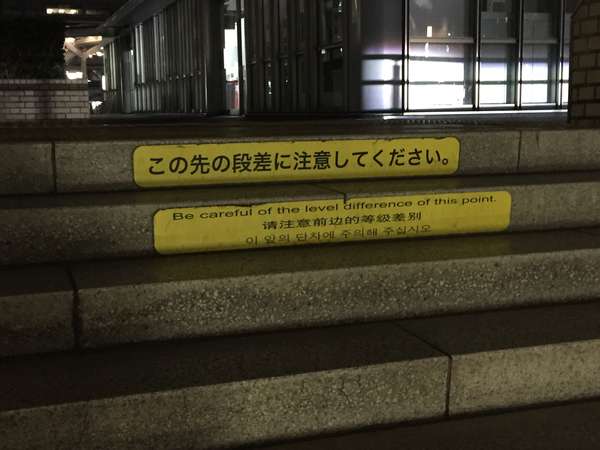 この先の段差に注意してください。
Be careful of the level difference of this point.
请注意前边的等级差别
이 앞의 단차에 주의해 주십시오